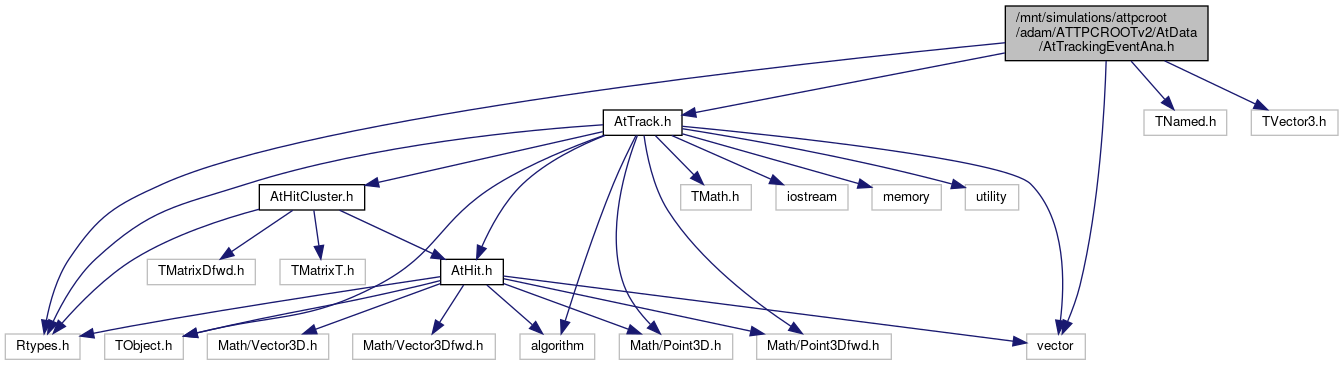 /mnt/simulations/attpcroot
/adam/ATTPCROOTv2/AtData
/AtTrackingEventAna.h
AtTrack.h
TNamed.h
TVector3.h
AtHitCluster.h
TMath.h
iostream
memory
utility
TMatrixDfwd.h
TMatrixT.h
AtHit.h
Rtypes.h
TObject.h
Math/Vector3D.h
Math/Vector3Dfwd.h
algorithm
Math/Point3D.h
Math/Point3Dfwd.h
vector